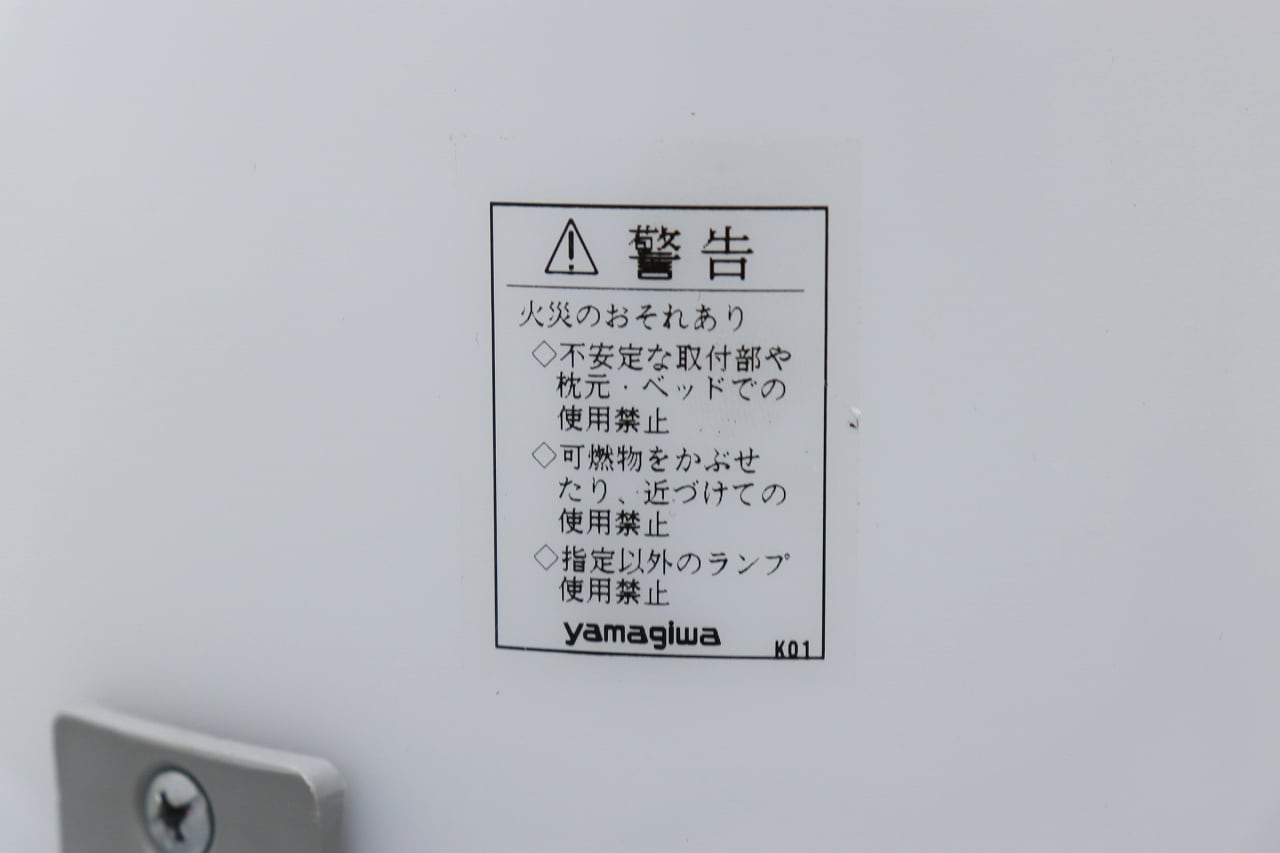 警告
火災のおそれあり
◇不安定な取付部や
枕元・ベッドでの
使用禁止
◇可燃物をかぶせ
たり、近づけての
使用禁止
◇指定以外のランプ
使用禁止
yamagiwa
K01